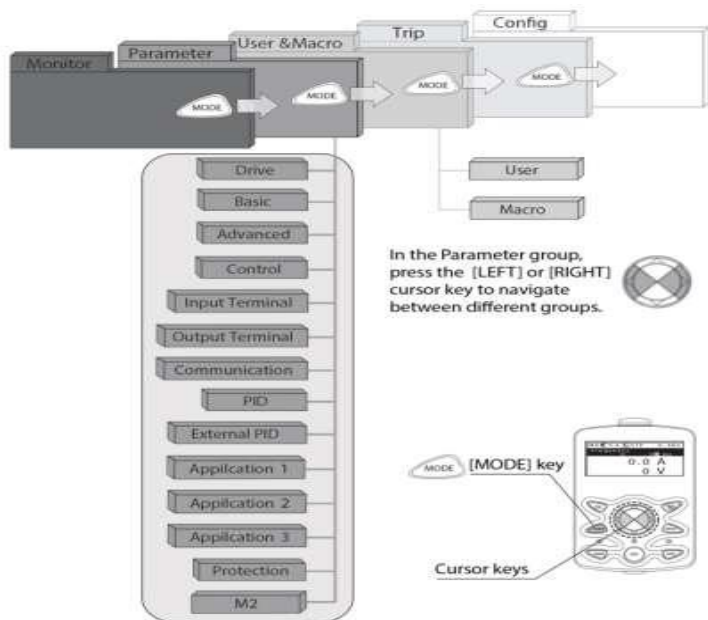 Config
Trip
User &Macro
Parameter
Monitor
MODE
MODE
MODE
MODE
Drive
Basic
Advanced
Control
Input Terminal
Output Terminal
Communication
PID
External PID
Appilcation 1
Appilcation 2
Appilcation 3
Protection
M2
User
Macro
In the Parameter group,
press the [LEFT] or [RIGHT]
cursor key to navigate
between different groups.
MODE
[MODE] key
0.0 A
0 V
Cursor keys